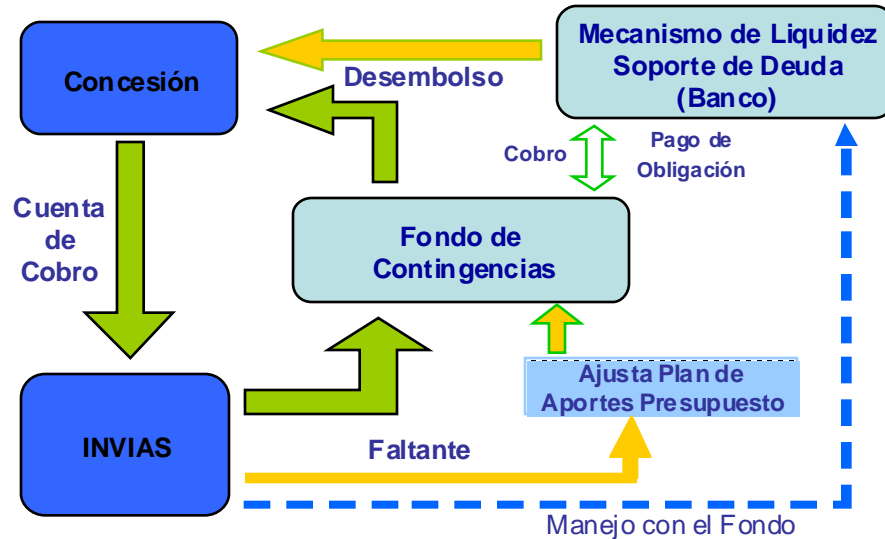 Mecanismo de Liquidez
Soporte de Deuda
(Banco)
Concesión
Desembolso
Cobro
Pago de
Obligación
Cuenta
de
Cobro
Fondo de
Contingencias
Ajusta Plan de
Aportes Presupuesto
INVIAS
Faltante
Manejo con el Fondo